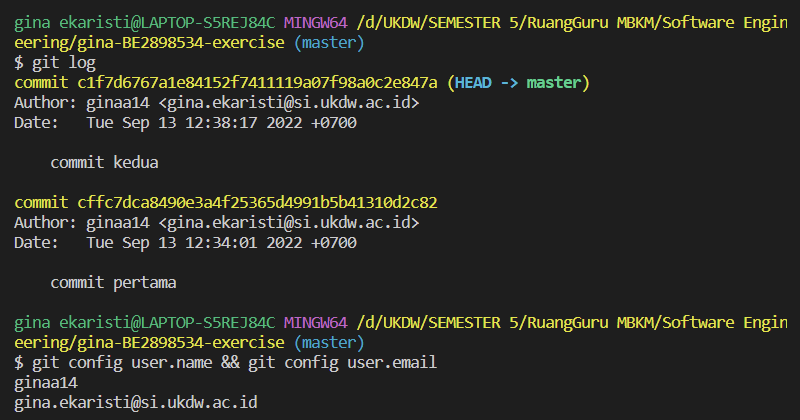 gina ekaristi@LAPTOP-S5REJ84C MINGW64 /d/UKDW/SEMESTER 5/RuangGuru MBKM/Software Engin
eering/gina-BE2898534-exercise (master)
$ git log
commit c1f7d6767a1e84152f7411119a07f98a0c2e847a (HEAD -> master)
Author: ginaa14 <gina.ekaristi@si.ukdw.ac.id>
Date:   Tue Sep 13 12:38:17 2022 +0700

    commit kedua

commit cffc7dca8490e3a4f25365d4991b5b41310d2c82
Author: ginaa14 <gina.ekaristi@si.ukdw.ac.id>
Date:   Tue Sep 13 12:34:01 2022 +0700

    commit pertama

gina ekaristi@LAPTOP-S5REJ84C MINGW64 /d/UKDW/SEMESTER 5/RuangGuru MBKM/Software Engin
eering/gina-BE2898534-exercise (master)
$ git config user.name && git config user.email
ginaa14
gina.ekaristi@si.ukdw.ac.id